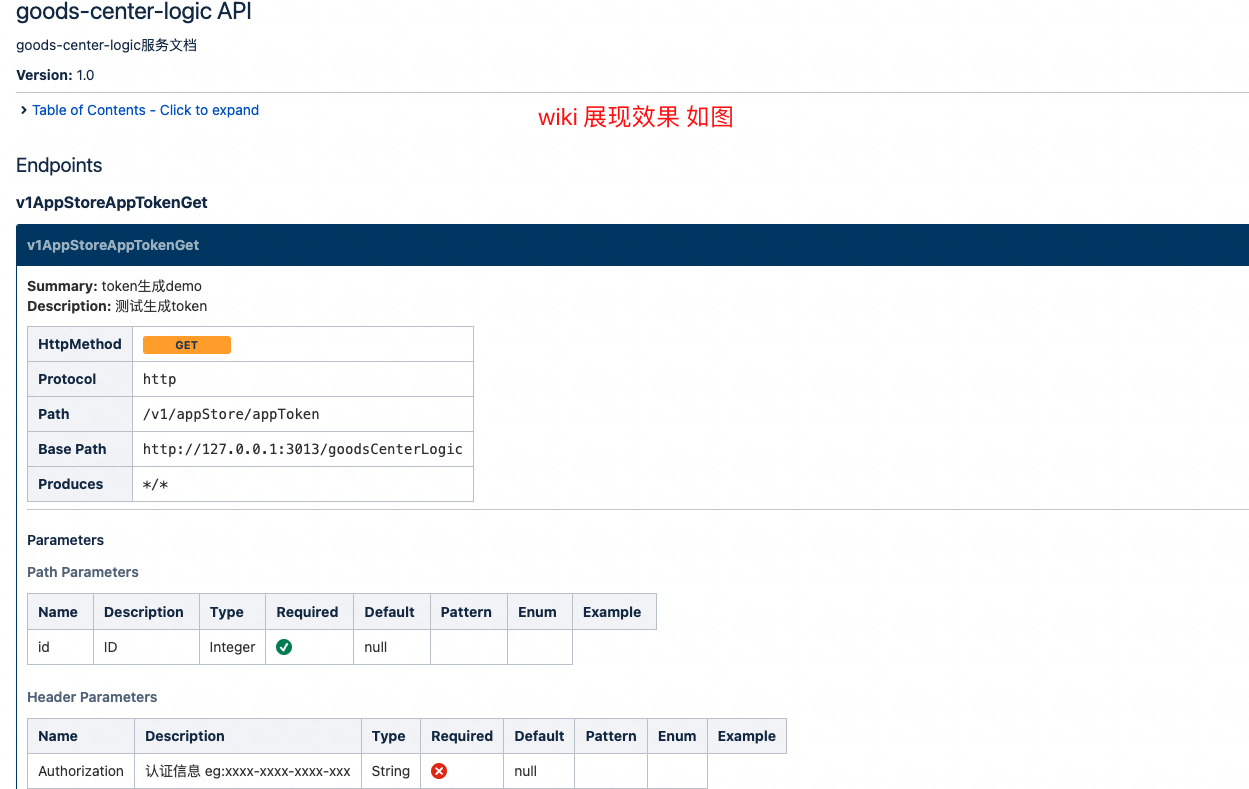 goods-center-logic API
goods-center-logic服务文档
Version: 1.0
Table of Contents - Click to expand
wiki 展现效果 如图
Endpoints
v1AppStoreAppTokenGet
v1AppStoreAppTokenGet
Summary: token生成demo
Description: 测试生成token
HttpMethod GET
Protocol http
Path /v1/appStore/appToken
Base Path http://127.0.0.1:3013/goodsCenterLogic
Produces */*
Parameters
Path Parameters
Name Description Type Required Default Pattern Enum Example
id ID Integer null
Header Parameters
Name Description Type Required Default Pattern Enum Example
Authorization 认证信息 eg:xxxx-xxxx-xxxx-xxx String null